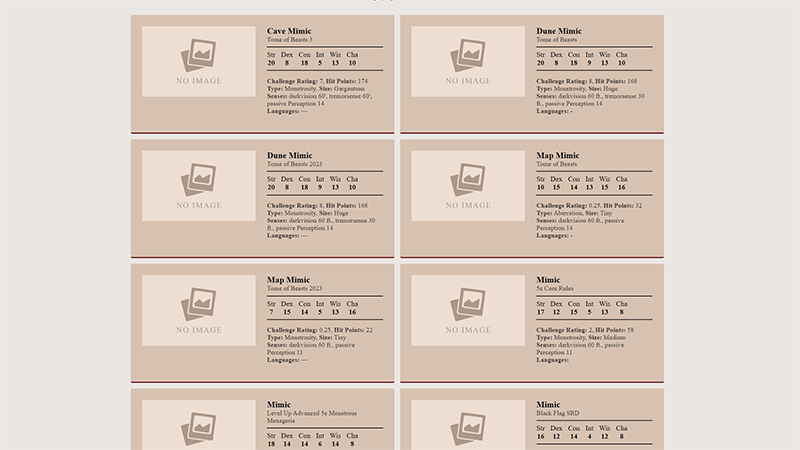 NO IMAGE
Cave Mimic
Tome of Beasts 3
Str Dex Con Int Wis Cha
20 8 18 5 13 10
Challenge Rating: 7, Hit Points: 174
Type: Monstrosity, Size: Gargantuan
Senses: darkvision 60', tremorsense 60',
passive Perception 14
Languages: —
NO IMAGE
Dune Mimic
Tome of Beasts
Str Dex Con Int Wis Cha
20 8 18 9 13 10
Challenge Rating: 8, Hit Points: 168
Type: Monstrosity, Size: Huge
Senses: darkvision 60 ft., tremorsense 30
ft., passive Perception 14
Languages: -
NO IMAGE
Dune Mimic
Tome of Beasts 2023
Str Dex Con Int Wis Cha
20 8 18 9 13 10
Challenge Rating: 8, Hit Points: 168
Type: Monstrosity, Size: Huge
Senses: darkvision 60 ft., tremorsense 30
ft., passive Perception 14
Languages: —
NO IMAGE
Map Mimic
Tome of Beasts
Str Dex Con Int Wis Cha
10 15 14 13 15 16
Challenge Rating: 0.25, Hit Points: 32
Type: Aberration, Size: Tiny
Senses: darkvision 60 ft., passive
Perception 14
Languages: -
NO IMAGE
Map Mimic
Tome of Beasts 2023
Str Dex Con Int Wis Cha
7 15 14 5 13 16
Challenge Rating: 0.25, Hit Points: 22
Type: Monstrosity, Size: Tiny
Senses: darkvision 60 ft., passive
Perception 11
Languages: —
NO IMAGE
Mimic
5e Core Rules
Str Dex Con Int Wis Cha
17 12 15 5 13 8
Challenge Rating: 2, Hit Points: 58
Type: Monstrosity, Size: Medium
Senses: darkvision 60 ft., passive
Perception 11
Languages:
Mimic
Level Up Advanced 5e Monstrous
Menagerie
Str Dex Con Int Wis Cha
18 14 14 6 14 8
Mimic
Black Flag SRD
Str Dex Con Int Wis Cha
16 12 14 4 12 8